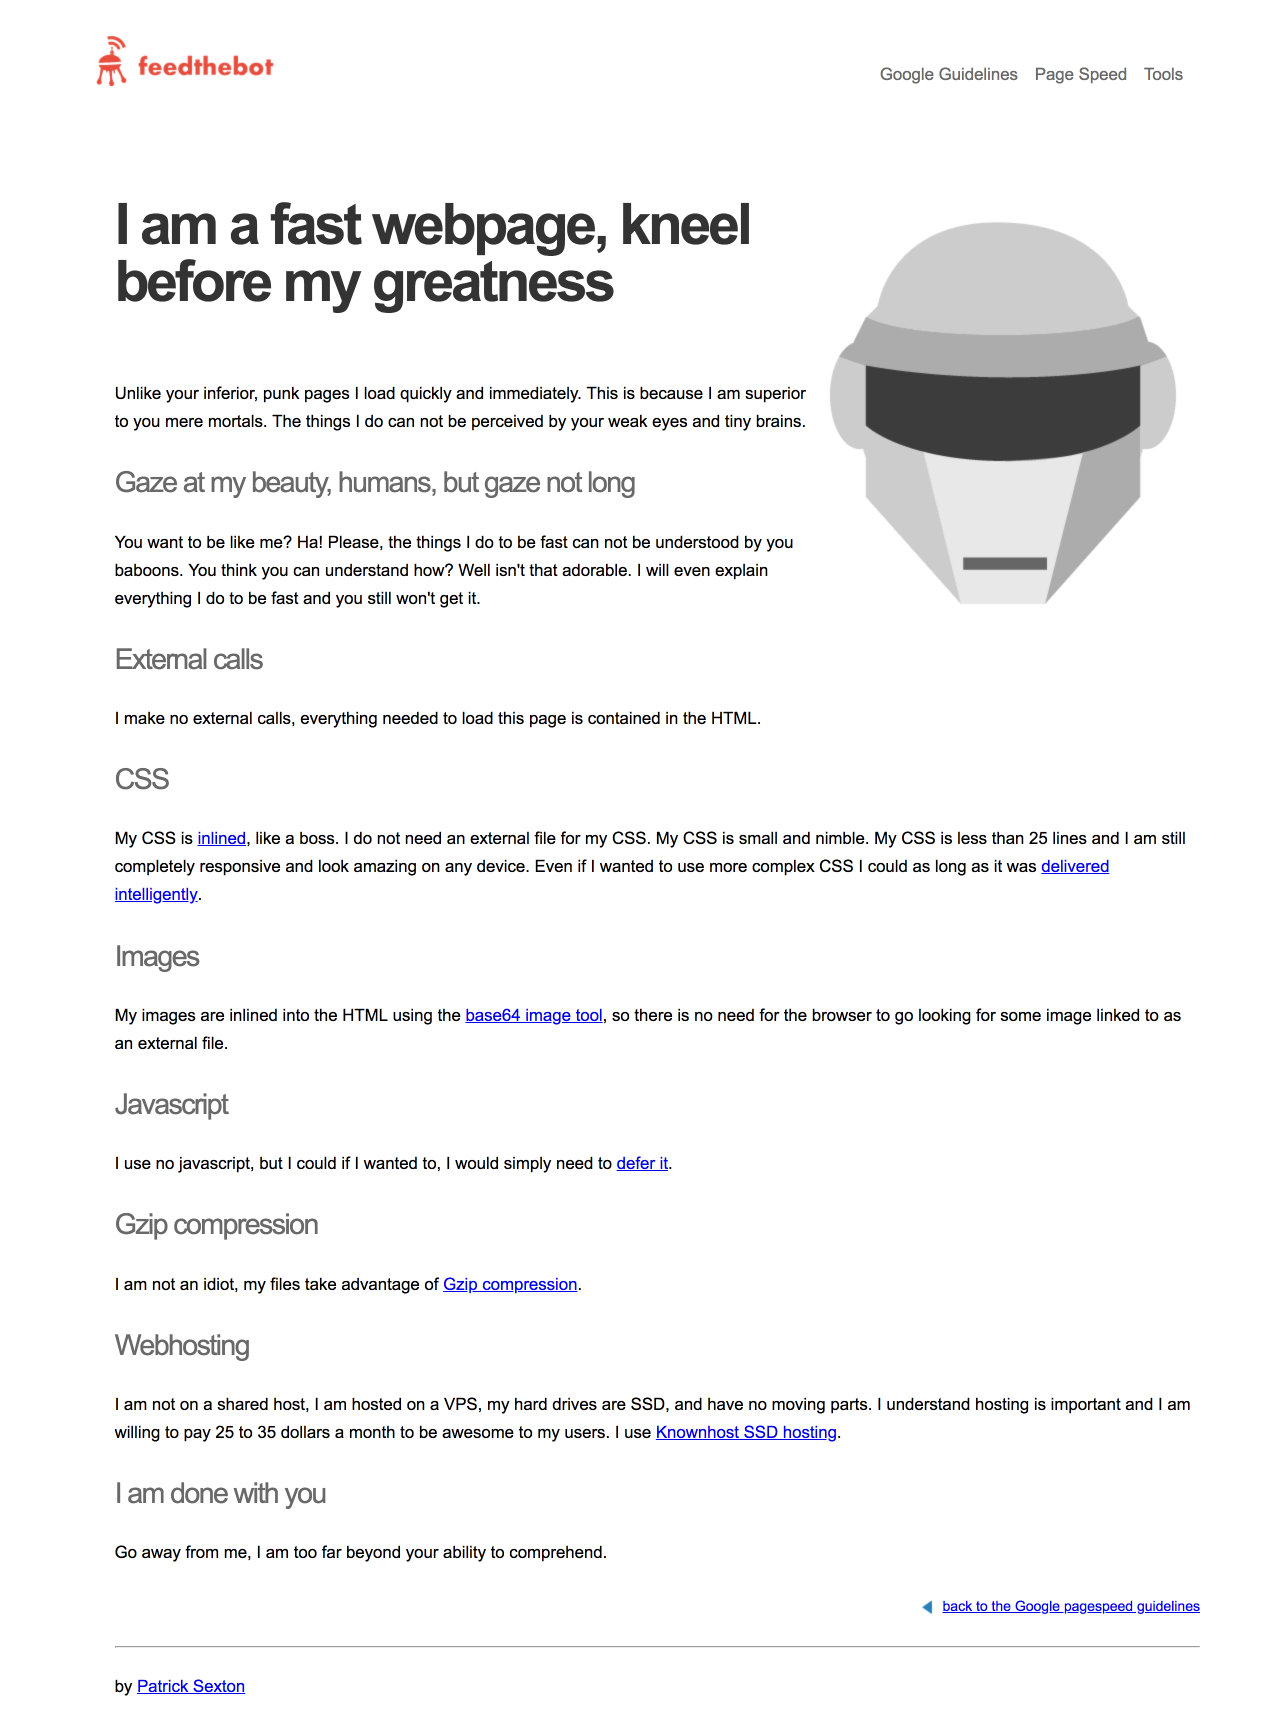 feedthebot
Google Guidelines Page Speed Tools
I am a fast webpage, kneel
before my greatness
Unlike your inferior, punk pages I load quickly and immediately. This is because I am superior
to you mere mortals. The things I do can not be perceived by your weak eyes and tiny brains.
Gaze at my beauty, humans, but gaze not long
You want to be like me? Ha! Please, the things I do to be fast can not be understood by you
baboons. You think you can understand how? Well isn't that adorable. I will even explain
everything I do to be fast and you still won't get it.
External calls
I make no external calls, everything needed to load this page is contained in the HTML.
CSS
My CSS is inlined, like a boss. I do not need an external file for my CSS. My CSS is small and nimble. My CSS is less than 25 lines and I am still
completely responsive and look amazing on any device. Even if I wanted to use more complex CSS I could as long as it was delivered
intelligently.
Images
My images are inlined into the HTML using the base64 image tool, so there is no need for the browser to go looking for some image linked to as
an external file.
Javascript
I use no javascript, but I could if I wanted to, I would simply need to defer it.
Gzip compression
I am not an idiot, my files take advantage of Gzip compression.
Webhosting
I am not on a shared host, I am hosted on a VPS, my hard drives are SSD, and have no moving parts. I understand hosting is important and I am
willing to pay 25 to 35 dollars a month to be awesome to my users. I use Knownhost SSD hosting.
I am done with you
Go away from me, I am too far beyond your ability to comprehend.
back to the Google pagespeed guidelines
by Patrick Sexton